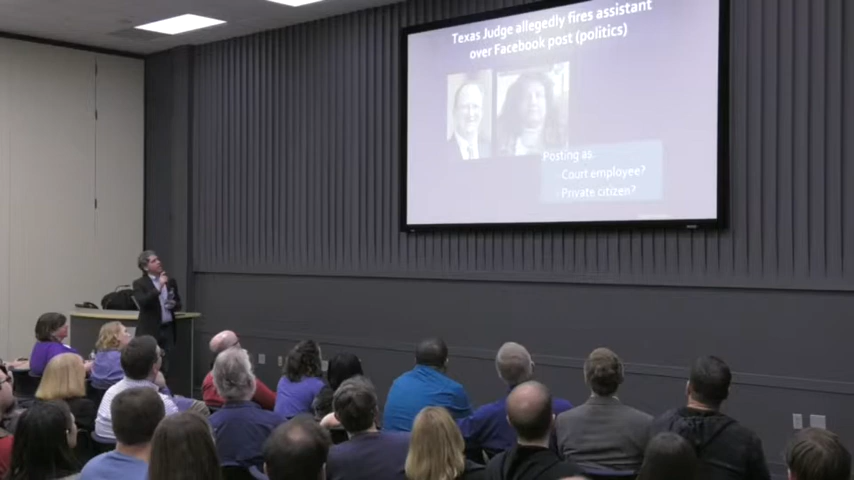 Texas Judge allegedly fires assistant
over Facebook post (politics)
Posting as:
Court employee?
Private citizen?